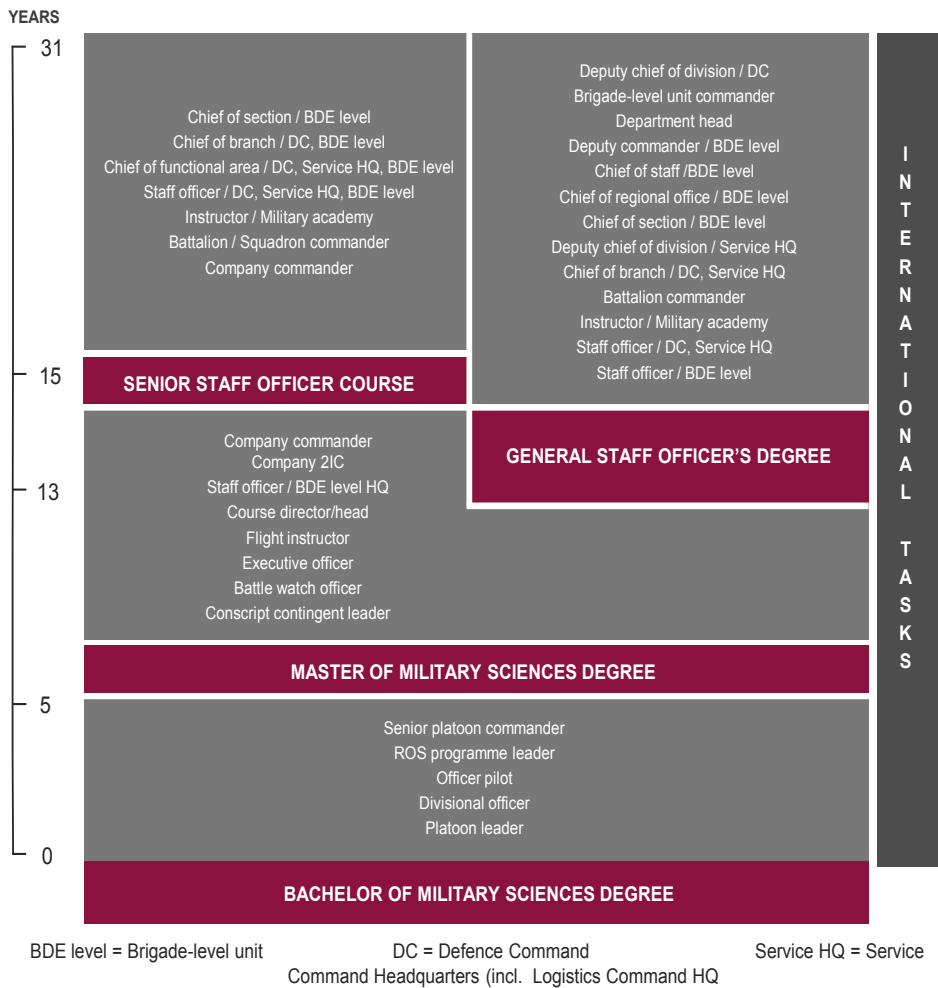 YEARS
31
Chief of section / BDE level
Chief of branch / DC, BDE level
Chief of functional area / DC, Service HQ, BDE level
Staff officer / DC, Service HQ, BDE level
Instructor / Military academy
Battalion / Squadron commander
Company commander
Deputy chief of division / DC
Brigade-level unit commander
Department head
Deputy commander / BDE level
Chief of staff /BDE level
Chief of regional office / BDE level
Chief of section / BDE level
Deputy chief of division / Service HQ
Chief of branch / DC, Service HQ
Battalion commander
Instructor / Military academy
Staff officer / DC, Service HQ
Staff officer / BDE level
INTERNATIONAL TASKS
15
SENIOR STAFF OFFICER COURSE
GENERAL STAFF OFFICER'S DEGREE
13
Company commander
Company 2IC
Staff officer / BDE level HQ
Course director/head
Flight instructor
Executive officer
Battle watch officer
Conscript contingent leader
MASTER OF MILITARY SCIENCES DEGREE
5
Senior platoon commander
ROS programme leader
Officer pilot
Divisional officer
Platoon leader
0
BACHELOR OF MILITARY SCIENCES DEGREE
BDE level = Brigade-level unit DC = Defence Command Service HQ = Service
Command Headquarters (incl. Logistics Command HQ